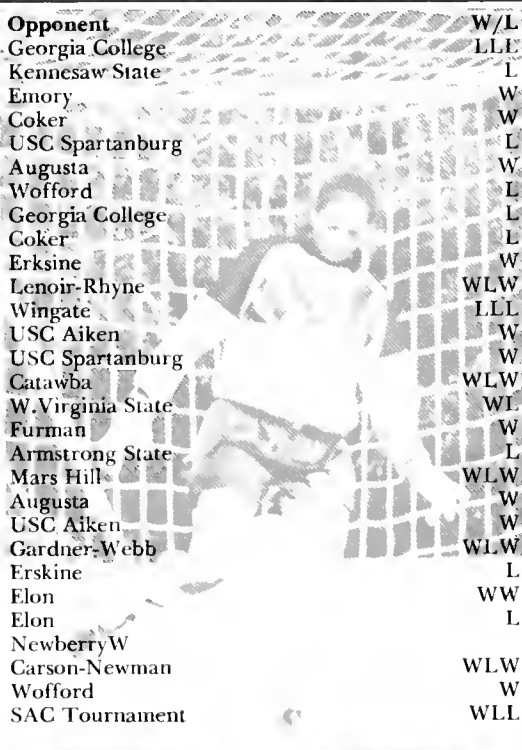 Opponent W/L
Georgia College LLL
Kennesaw State L
Emory W
Coker W
USC Spartanburg L
Augusta W
Wofford L
Georgia College L
Coker L
Erksine W
Lenoir-Rhyne WLW
Wingate LLL
USC Aiken W
USC Spartanburg W
Catawba WLW
W.Virginia State WL
Furman W
Armstrong State L
Mars Hill WLW
Augusta W
USC Aiken W
Gardner-Webb WLW
Erskine L
Elon WW
Elon L
NewberryW
Carson-Newman WLW
Wofford W
SAC Tournament WLL